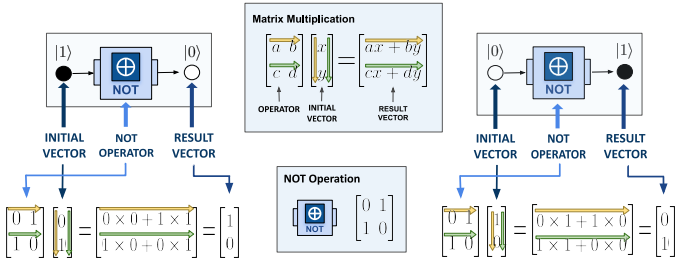 |1⟩ |0⟩
NOT
INITIAL VECTOR
NOT OPERATOR
RESULT VECTOR
0 1 0 0 × 0 + 1 × 1 1
1 0 1 = 1 × 0 + 0 × 1 = 0
Matrix Multiplication
a b x ax + by
c d y = cx + dy
OPERATOR
INITIAL VECTOR
RESULT VECTOR
NOT Operation
NOT
0 1
1 0
|0⟩ |1⟩
NOT
INITIAL VECTOR
NOT OPERATOR
RESULT VECTOR
0 1 1 0 × 1 + 1 × 0 0
1 0 0 = 1 × 1 + 0 × 0 = 1